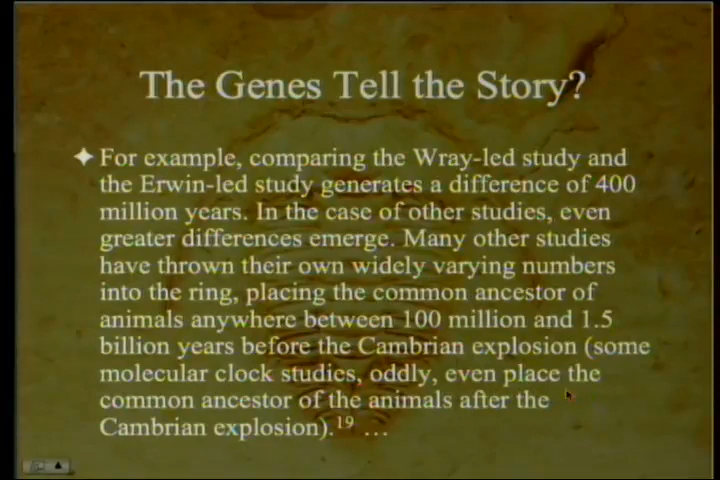 The Genes Tell the Story?
For example, comparing the Wray-led study and
the Erwin-led study generates a difference of 400
million years. In the case of other studies, even
greater differences emerge. Many other studies
have thrown their own widely varying numbers
into the ring, placing the common ancestor of
animals anywhere between 100 million and 1.5
billion years before the Cambrian explosion (some
molecular clock studies, oddly, even place the
common ancestor of the animals after the
Cambrian explosion).19 …